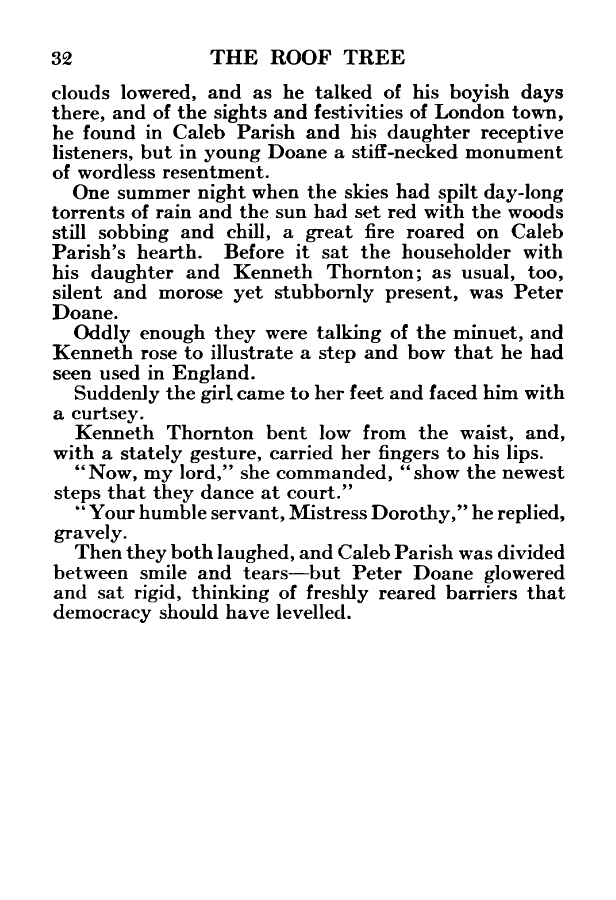 32 THE ROOF TREE
clouds lowered, and as he talked of his boyish days
there, and of the sights and festivities of London town,
he found in Caleb Parish and his daughter receptive
listeners, but in young Doane a stiff-necked monument
of wordless resentment.
One summer night when the skies had spilt day-long
torrents of rain and the sun had set red with the woods
still sobbing and chill, a great fire roared on Caleb
Parish's hearth. Before it sat the householder with
his daughter and Kenneth Thornton; as usual, too,
silent and morose yet stubbornly present, was Peter
Doane.
Oddly enough they were talking of the minuet, and
Kenneth rose to illustrate a step and bow that he had
seen used in England.
Suddenly the girl came to her feet and faced him with
a curtsey.
Kenneth Thornton bent low from the waist, and,
with a stately gesture, carried her fingers to his lips.
"Now, my lord," she commanded, "show the newest
steps that they dance at court."
"Your humble servant, Mistress Dorothy," he replied,
gravely.
Then they both laughed, and Caleb Parish was divided
between smile and tears—but Peter Doane glowered
and sat rigid, thinking of freshly reared barriers that
democracy should have levelled.